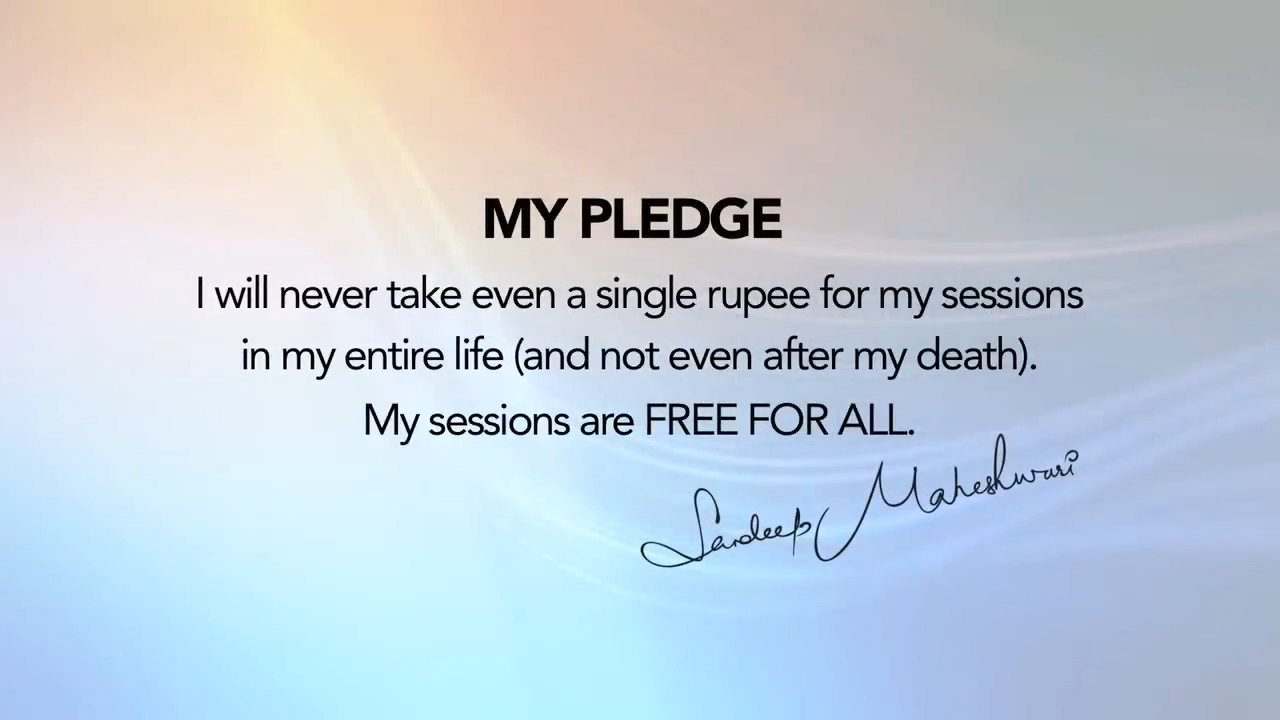 MY PLEDGE
I will never take even a single rupee for my sessions
in my entire life (and not even after my death).
My sessions are FREE FOR ALL.
Sandeep Maheshwari